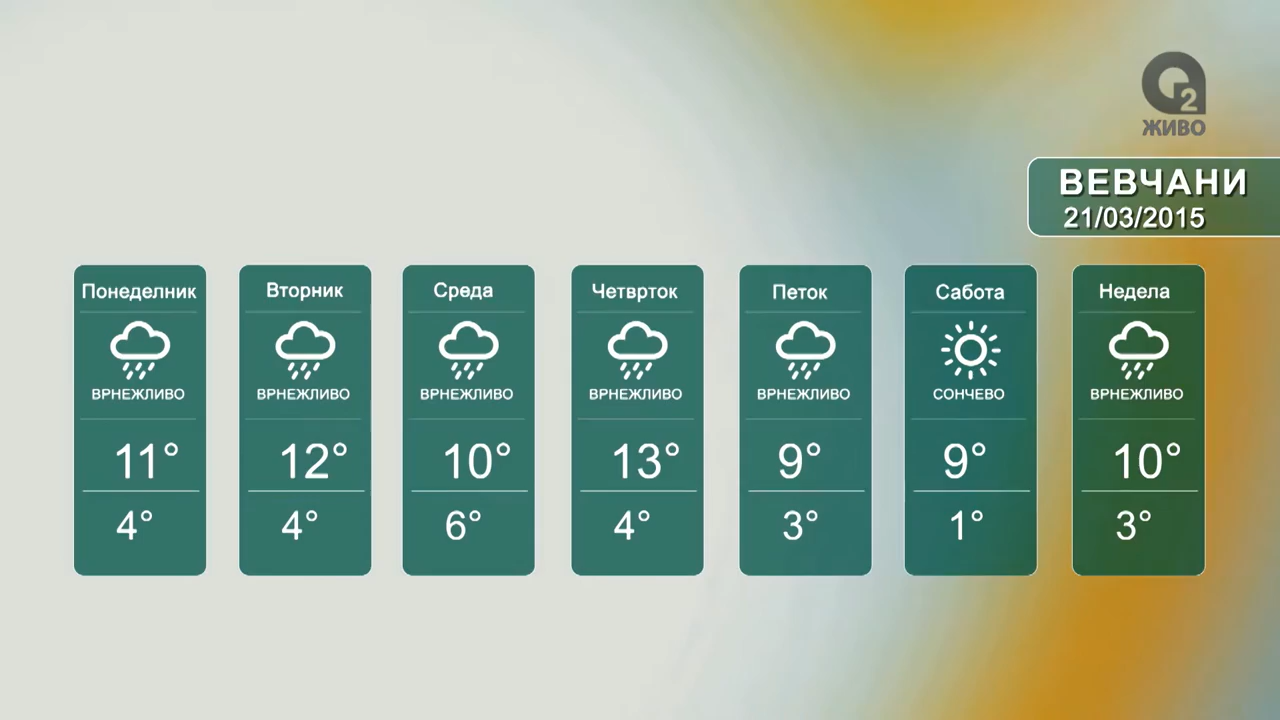 2
ЖИВО
ВЕВЧАНИ
21/03/2015
Понеделник
ВРНЕЖЛИВО
11°
4°
Вторник
ВРНЕЖЛИВО
12°
4°
Среда
ВРНЕЖЛИВО
10°
6°
Четврток
ВРНЕЖЛИВО
13°
4°
Петок
ВРНЕЖЛИВО
9°
3°
Сабота
СОНЧЕВО
9°
1°
Недела
ВРНЕЖЛИВО
10°
3°